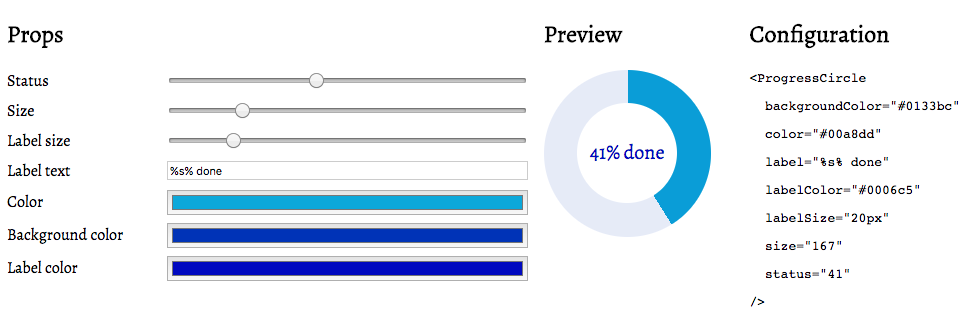 Props
Status
Size
Label size
Label text
%s% done
Color
Background color
Label color
Preview
41% done
Configuration
<ProgressCircle
backgroundColor="#0133bc"
color="#00a8dd"
label="%s% done"
labelColor="#0006c5"
labelSize="20px"
size="167"
status="41"
/>